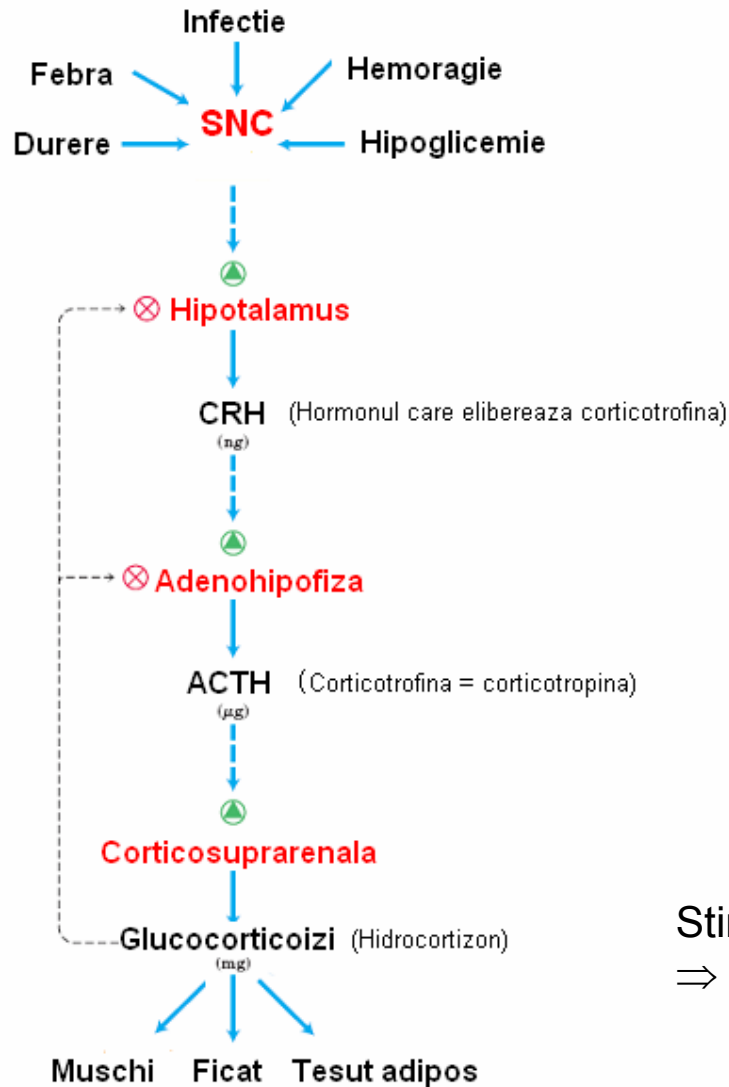 Infectie
Febra
Hemoragie
SNC
Durere
Hipoglicemie
Hipotalamus
CRH (Hormonul care elibereaza corticotrofina)
(ng)
Adenohipofiza
ACTH (Corticotrofina = corticotropina)
(μg)
Corticosuprarenala
Glucocorticoizi (Hidrocortizon)
(mg)
⇒
Muschi Ficat Tesut adipos